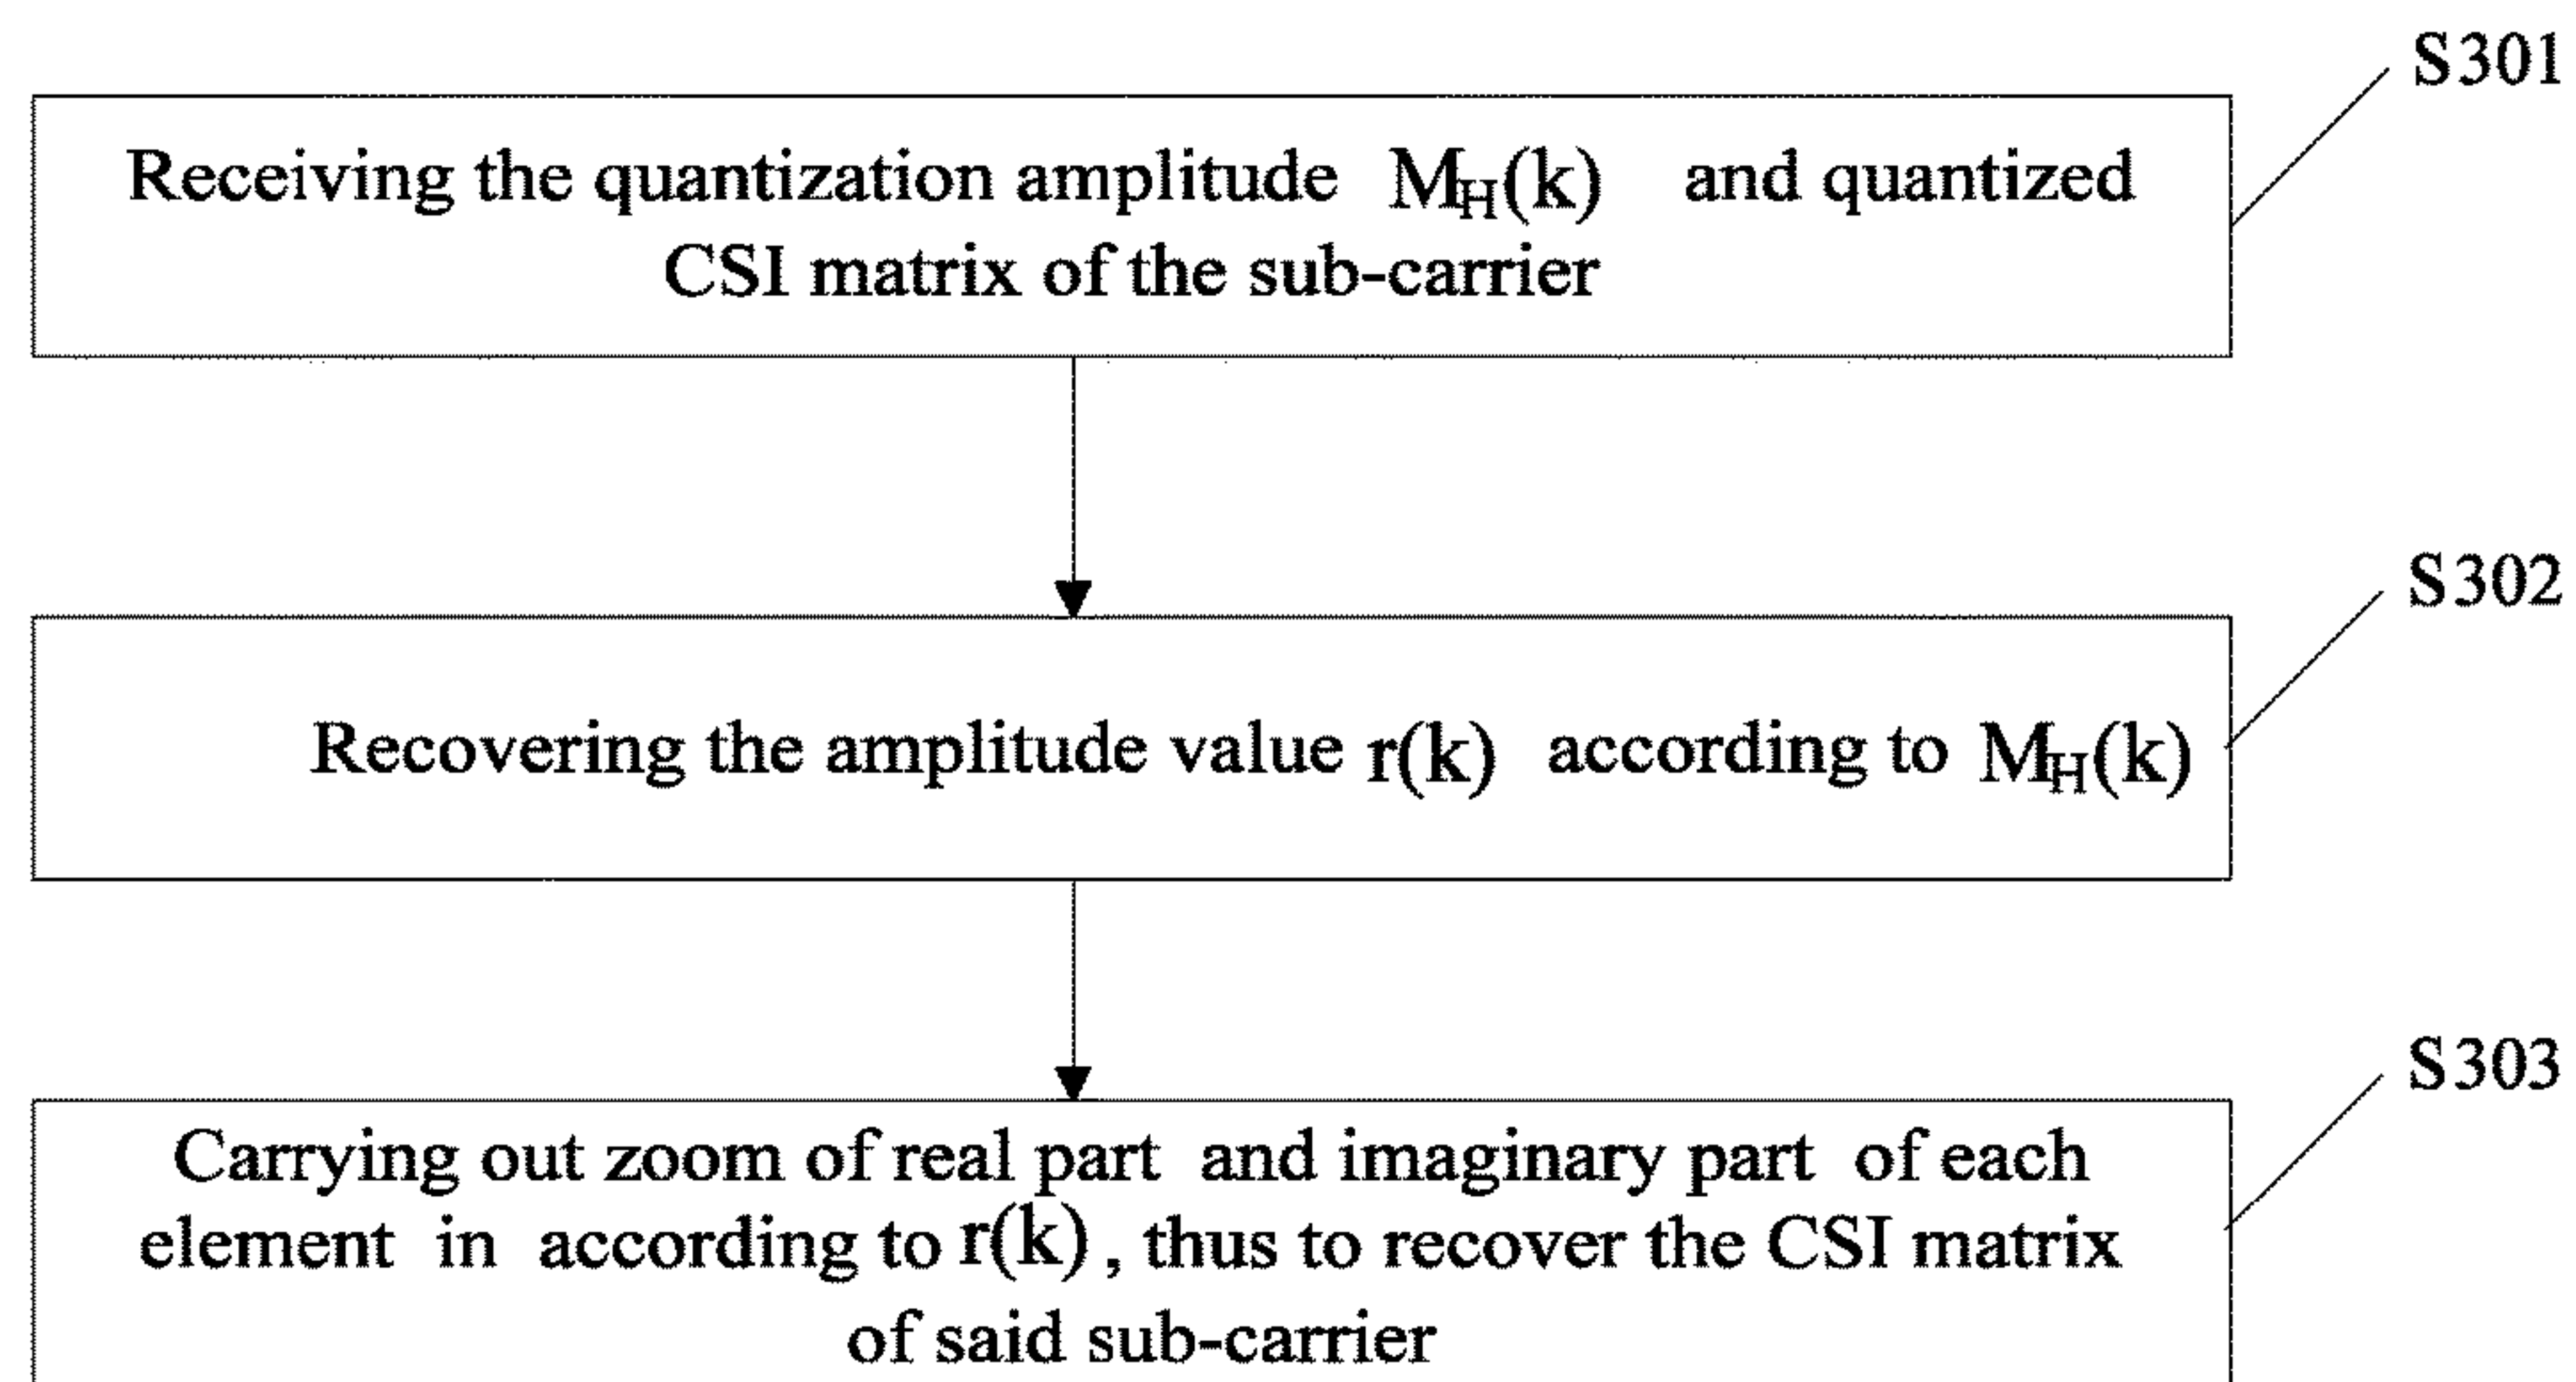 S301
Receiving the quantization amplitude M_H(k) and quantized
CSI matrix of the sub-carrier
S302
Recovering the amplitude value r(k) according to M_H(k)
S303
Carrying out zoom of real part and imaginary part of each
element in according to r(k), thus to recover the CSI matrix
of said sub-carrier